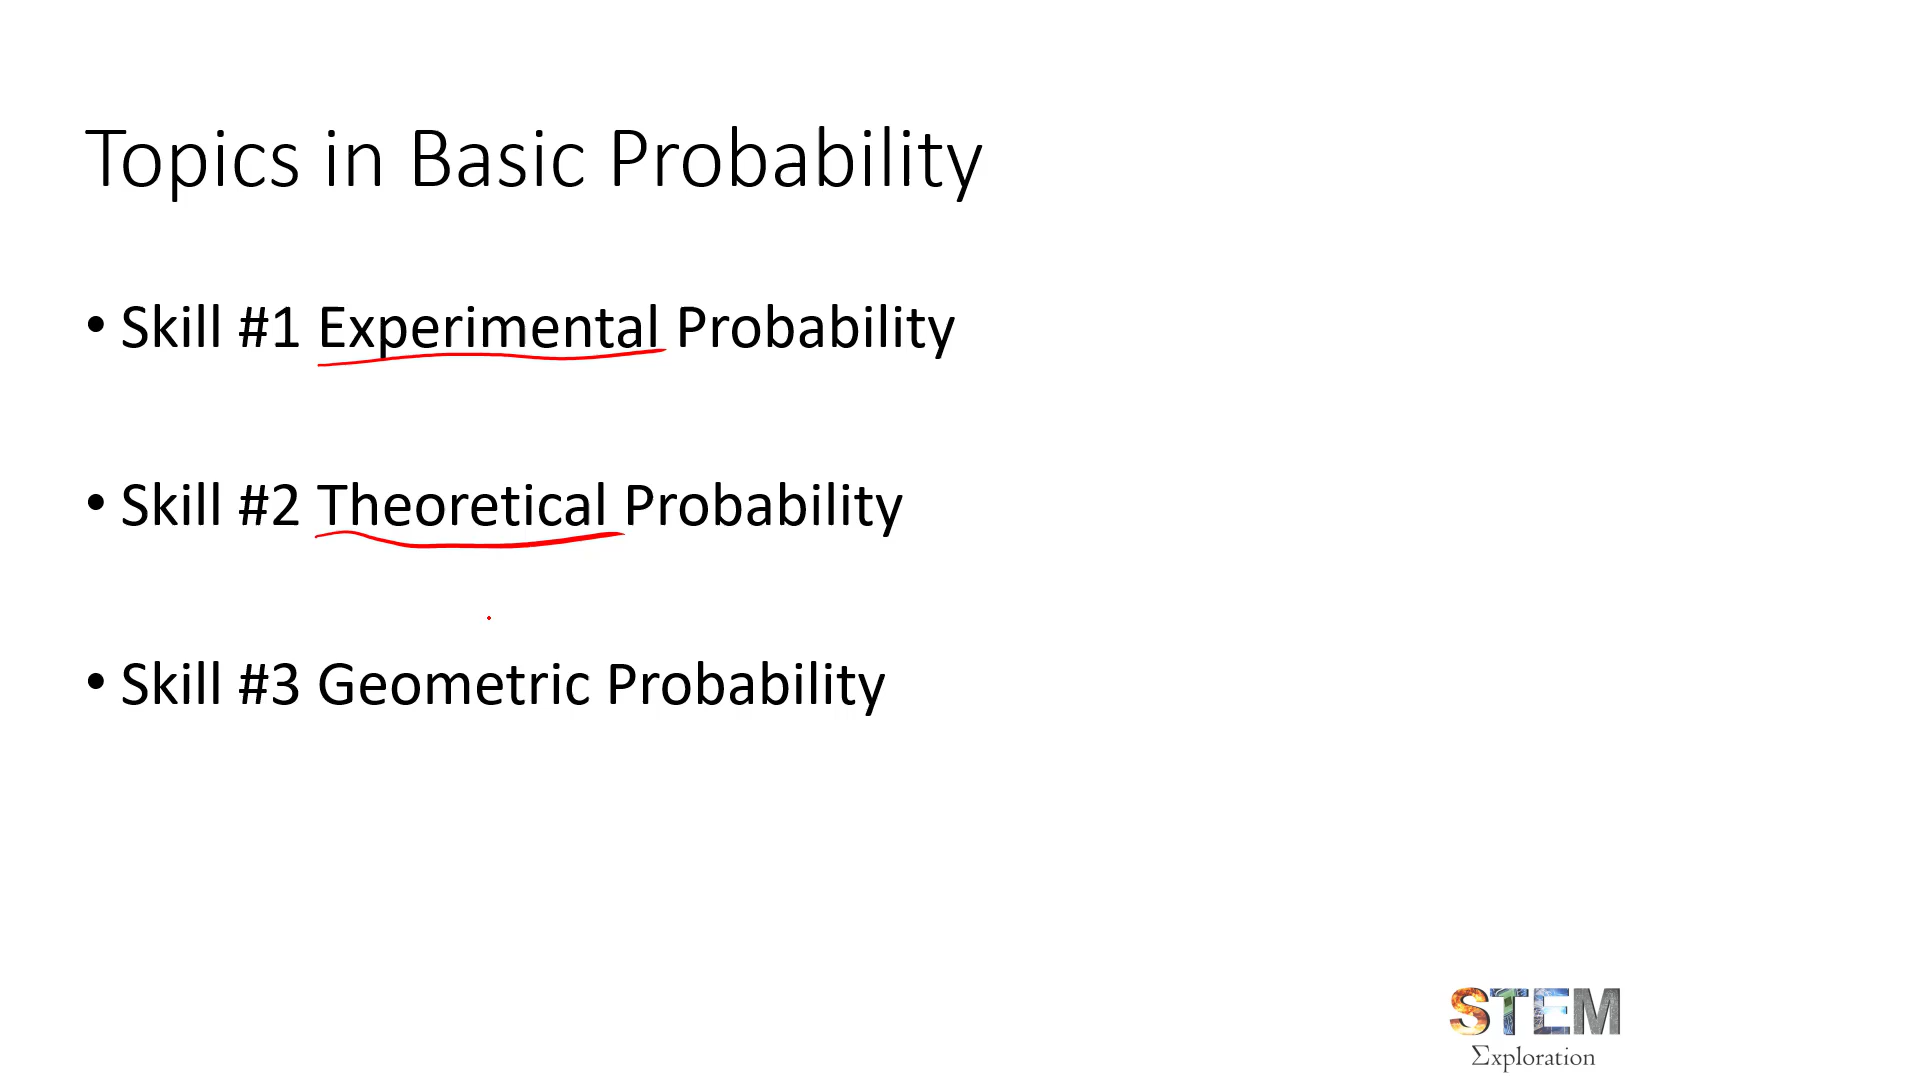 Topics in Basic Probability
• Skill #1 Experimental Probability
• Skill #2 Theoretical Probability
• Skill #3 Geometric Probability
STEM
Σxploration